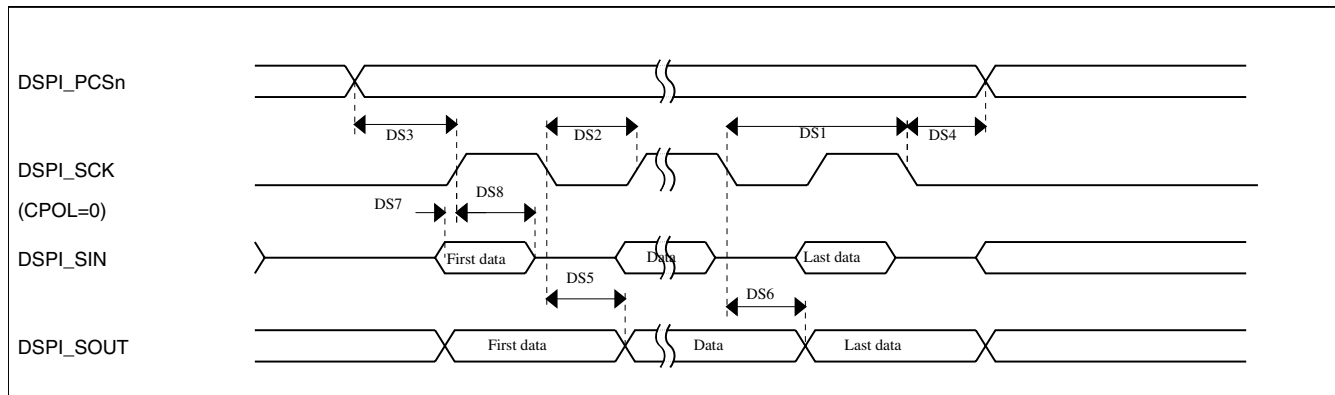 DSPI_PCSn
DS3
DS2
DS1
DS4
DSPI_SCK
(CPOL=0)
DS7
DS8
DSPI_SIN
First data
Data
Last data
DS5
DS6
DSPI_SOUT
First data
Data
Last data